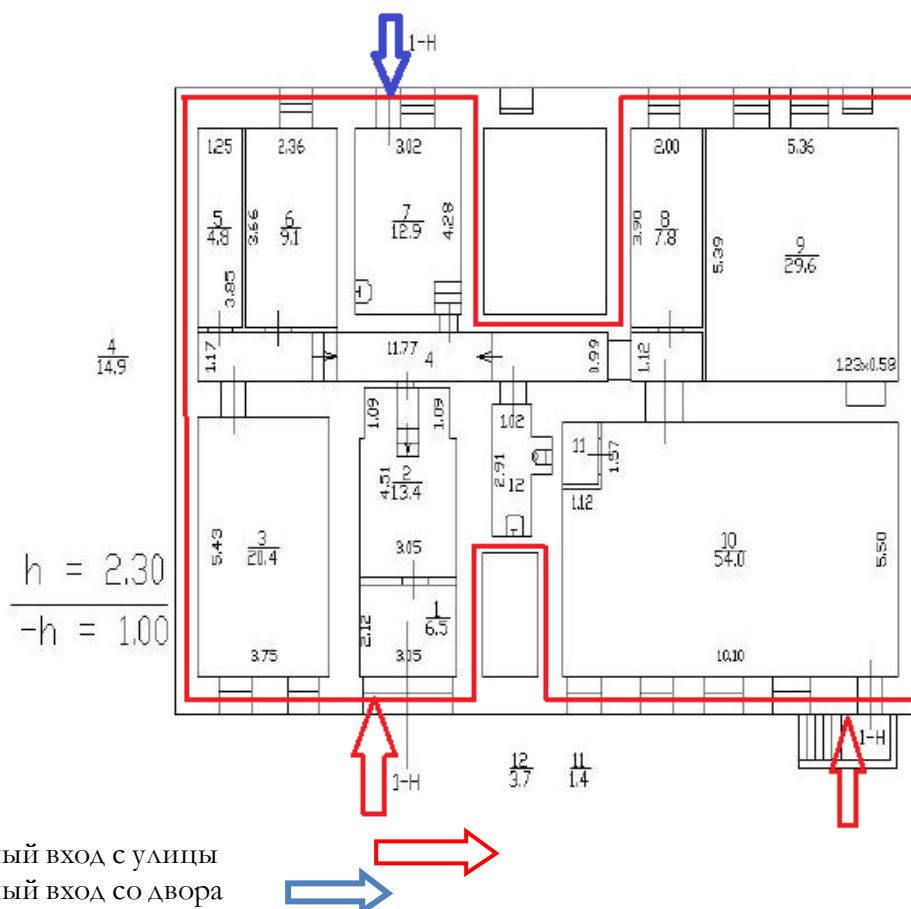 1-Н
1.25 2.36 3.02 2.00 5.36
5 4.8 3.66 6 9.1 7 12.9 4.28 3.90 8 7.8 5.39 9 29.6
3.85
4 14.9 1.17 11.77 4 0.99 1.12 1.23x0.58
1.09 1.09 1.02 11 1.57
4.51 2 13.4 2.91 12 1.12
5.43 3 20.4 3.05 10 54.0 5.50
h = 2.30
-h = 1.00
2.12 1 6.5
3.75 3.05 10.10
1-Н 12 3.7 11 1.4 1-Н
ный вход с улицы
ный вход со двора